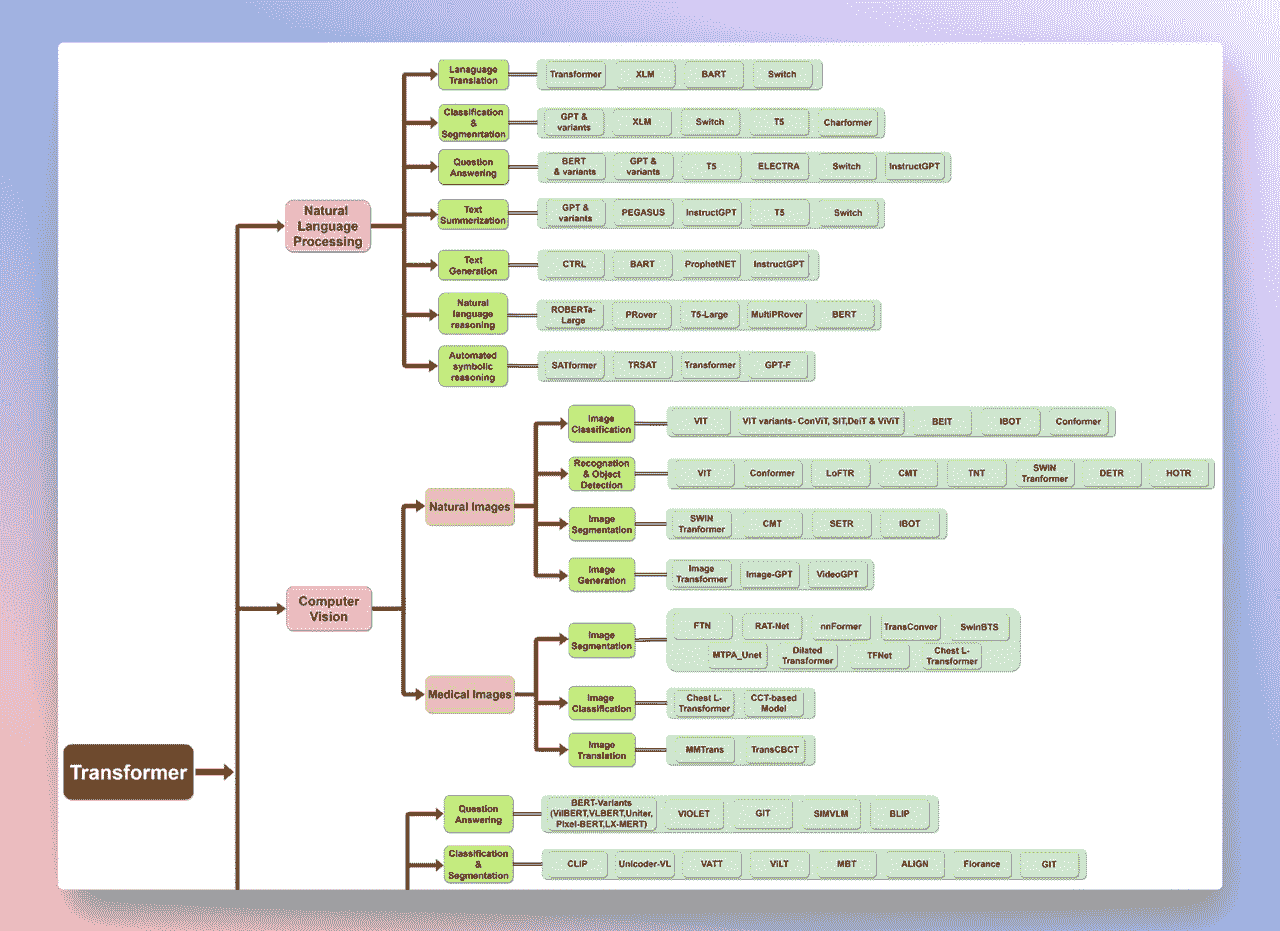 Lanaguage
Translation
Transformer
XLM
BART
Switch
Classification
&
Segmenrtation
GPT &
variants
XLM
Switch
T5
Charformer
Question
Answering
BERT
& variants
GPT &
variants
T5
ELECTRA
Switch
InstructGPT
Text
Summerization
GPT &
variants
PEGASUS
InstructGPT
T5
Switch
Natural
Language
Processing
Text
Generation
CTRL
BART
ProphetNET
InstructGPT
Natural
language
reasoning
ROBERTa-
Large
PRover
T5-Large
MultiPRover
BERT
Automated
symbolic
reasoning
SATformer
TRSAT
Transformer
GPT-F
Image
Classification
VIT
VIT variants- ConViT, SIT,DeiT & ViViT
BEIT
IBOT
Conformer
Recognation
& Object
Detection
VIT
Conformer
LoFTR
CMT
TNT
SWIN
Tranformer
DETR
HOTR
Natural Images
Image
Segmentation
SWIN
Tranformer
CMT
SETR
IBOT
Image
Generation
Image
Transformer
Image-GPT
VideoGPT
Computer
Vision
Image
Segmentation
FTN
RAT-Net
nnFormer
TransConver
SwinBTS
MTPA_Unet
Dilated
Transformer
TFNet
Chest L-
Transformer
Medical Images
Image
Classification
Chest L-
Transformer
CCT-based
Model
Image
Translation
MMTrans
TransCBCT
Transformer
Question
Answering
BERT-Variants
(VilBERT,VLBERT,Uniter,
Pixel-BERT,LX-MERT)
VIOLET
GIT
SIMVLM
BLIP
Classification
&
Segmentation
CLIP
Unicoder-VL
VATT
ViLT
MBT
ALIGN
Florance
GIT